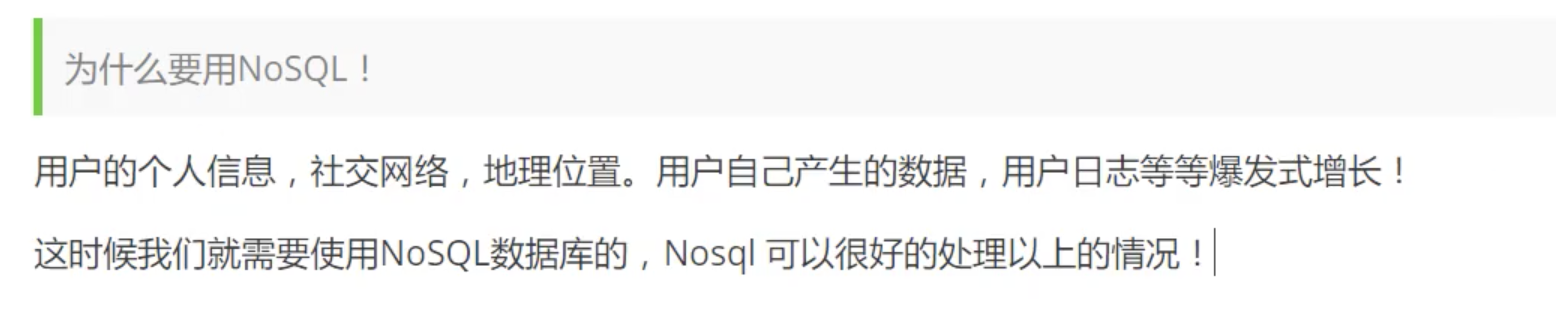 为什么要用NoSQL！
用户的个人信息，社交网络，地理位置。用户自己产生的数据，用户日志等等爆发式增长！
这时候我们就需要使用NoSQL数据库的，Nosql 可以很好的处理以上的情况！